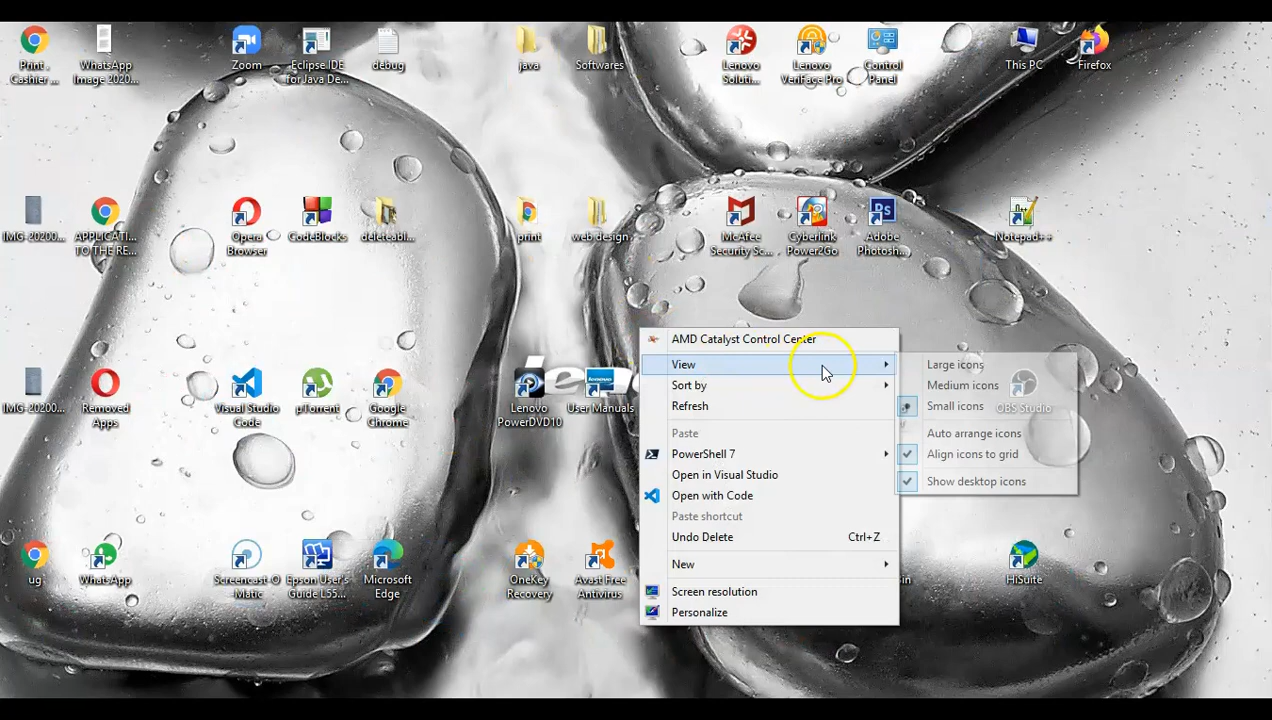 Print,
Cashier ...
WhatsApp
Image 2020...
Zoom
Eclipse IDE
for Java De...
debug
java
Softwares
Lenovo
Soluti...
Lenovo
VeriFace Pro
Control
Panel
This PC
Firefox
IMG-20200...
APPLICATI...
TO THE RE...
Opera
Browser
CodeBlocks
deleteabl...
print
web design
McAfee
Security Sc...
Cyberlink
Power2Go
Adobe
Photosh...
Notepad++
IMG-20200...
Removed
Apps
Visual Studio
Code
µTorrent
Google
Chrome
Lenovo
PowerDVD10
User Manuals
OBS Studio
ug
WhatsApp
Screencast-O
-Matic
Epson User's
Guide L55...
Microsoft
Edge
OneKey
Recovery
Avast Free
Antivirus
HiSuite
AMD Catalyst Control Center
View
Sort by
Refresh
Paste
PowerShell 7
Open in Visual Studio
Open with Code
Paste shortcut
Undo Delete Ctrl+Z
New
Screen resolution
Personalize
Large icons
Medium icons
Small icons
Auto arrange icons
Align icons to grid
Show desktop icons